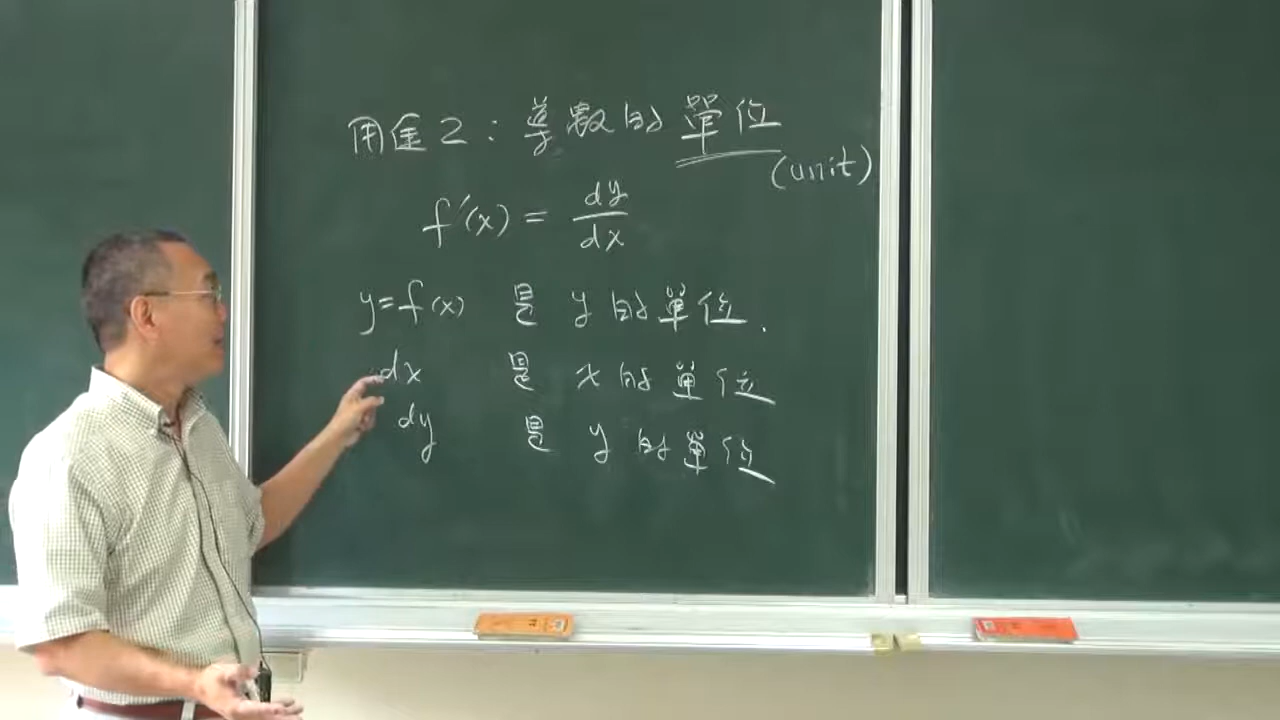 用途2:導數的單位
(unit)
f'(x) = dy/dx
y=f(x) 是 y 的單位.
dx 是 x 的單位
dy 是 y 的單位